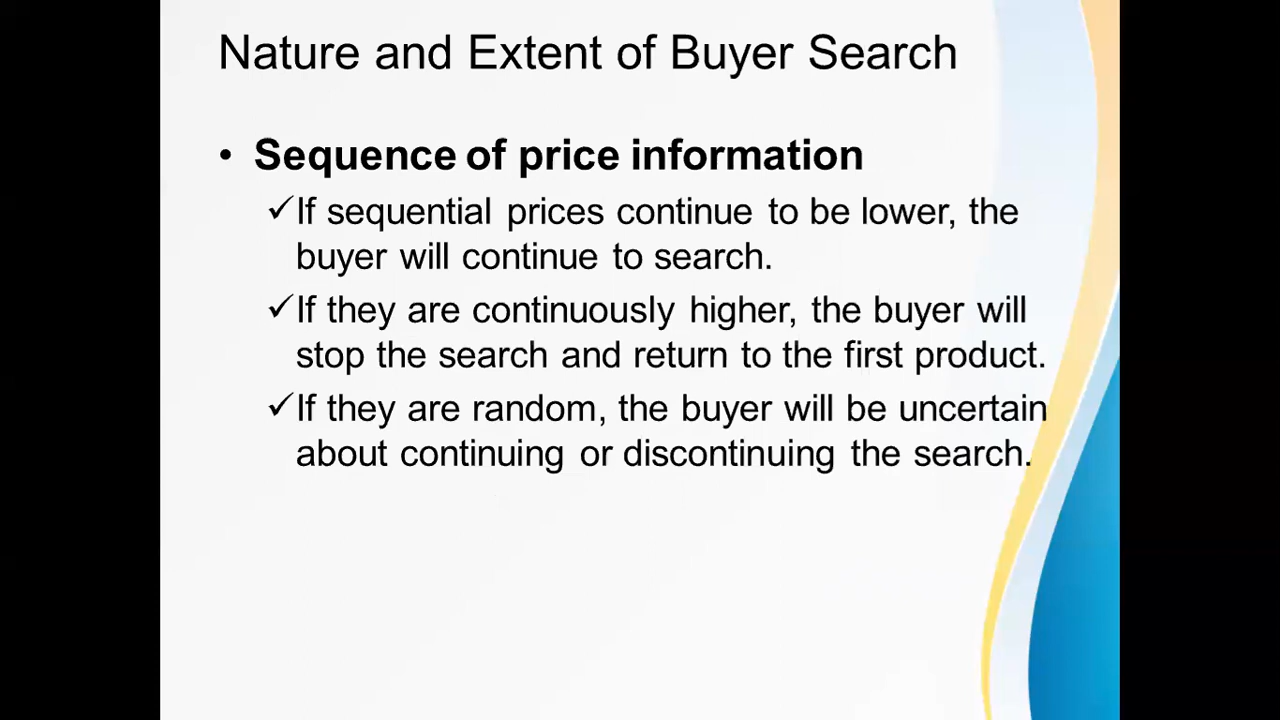 Nature and Extent of Buyer Search
• Sequence of price information
✓If sequential prices continue to be lower, the
buyer will continue to search.
✓If they are continuously higher, the buyer will
stop the search and return to the first product.
✓If they are random, the buyer will be uncertain
about continuing or discontinuing the search.